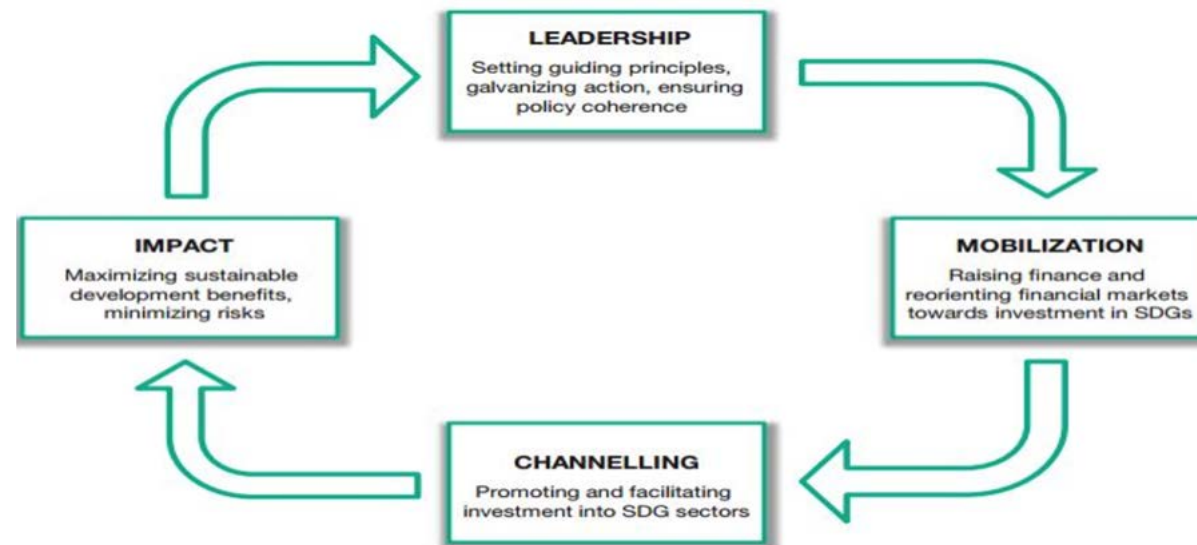 LEADERSHIP
Setting guiding principles,
galvanizing action, ensuring
policy coherence
IMPACT
Maximizing sustainable
development benefits,
minimizing risks
MOBILIZATION
Raising finance and
reorienting financial markets
towards investment in SDGs
CHANNELLING
Promoting and facilitating
investment into SDG sectors